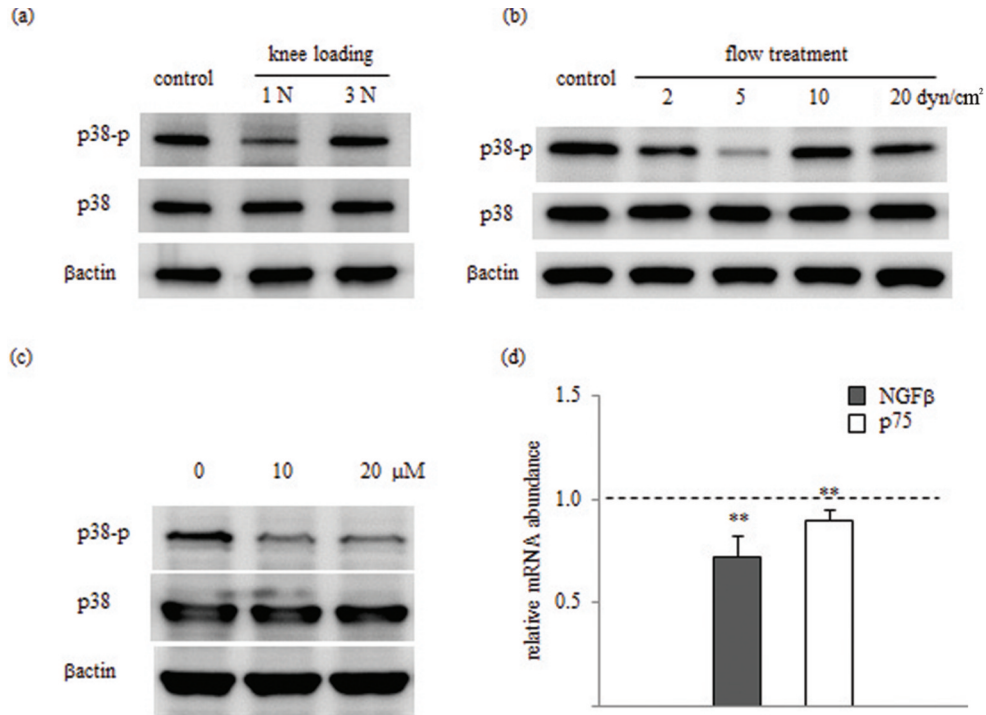 (a)
knee loading
control
1 N 3 N
p38-p
p38
βactin
(b)
flow treatment
control
2 5 10 20 dyn/cm²
p38-p
p38
βactin
(c)
0 10 20 μM
p38-p
p38
βactin
(d)
relative mRNA abundance
1.5
1.0
0.5
NGFβ
p75
**
**